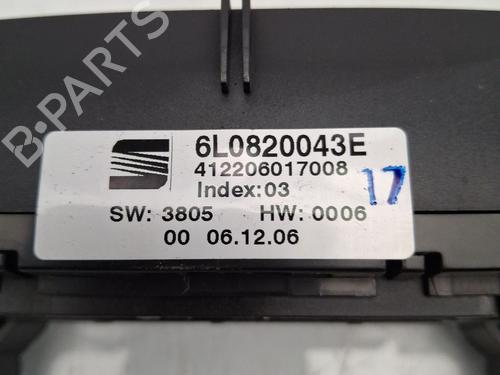 B-PARTS
6L0820043E
412206017008
Index:03
17
SW: 3805 HW: 0006
00 06.12.06